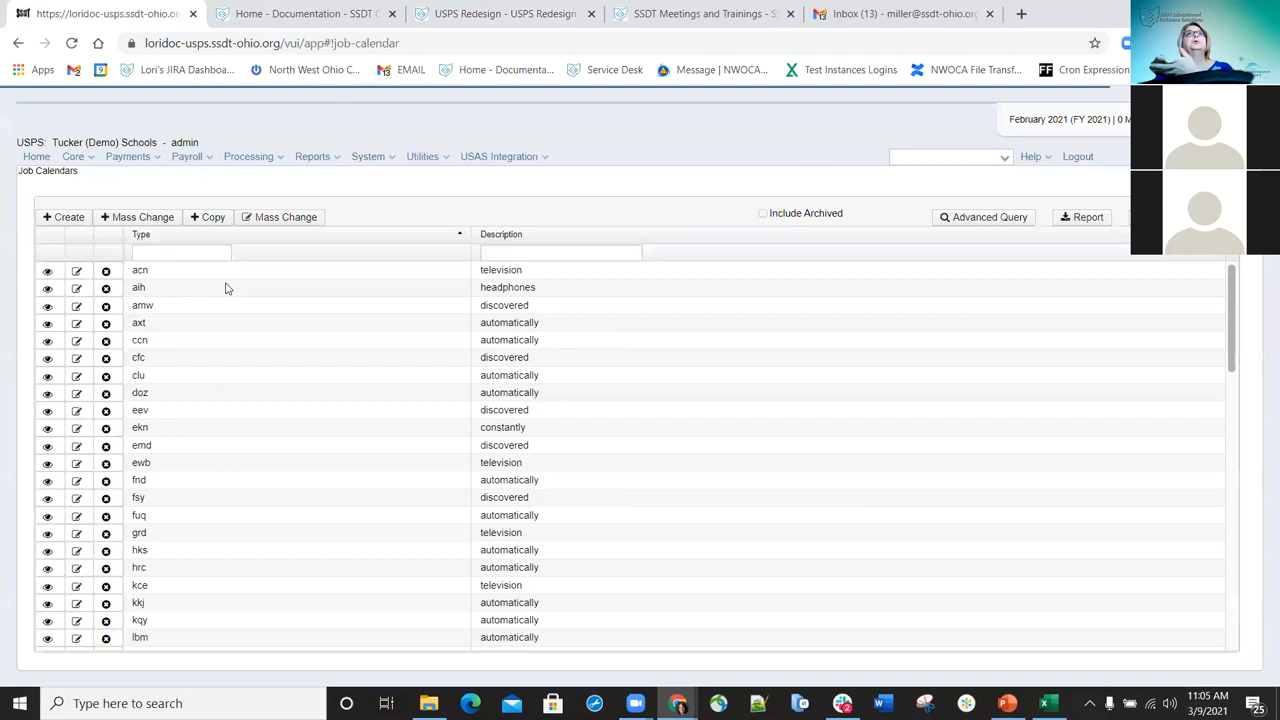 SSDT https://loridoc-usps.ssdt-ohio.org/ × Home - Documentation - SSDT C × USPS Redesign - USPS Redesign × SSDT Meetings and Trainings, - S × Inbox (13) - miller@ssdt-ohio.org ×
loridoc-usps.ssdt-ohio.org/vui/app#!job-calendar
Apps Lori's JIRA Dashboa... North West Ohio C... EMAIL Home - Documenta... Service Desk Message | NWOCA... Test Instances Logins NWOCA File Transf... FF Cron Expression
February 2021 (FY 2021) | 0 M
USPS: Tucker (Demo) Schools - admin
Home Core Payments Payroll Processing Reports System Utilities USAS Integration Help Logout
Job Calendars
Create Mass Change Copy Mass Change Include Archived Advanced Query Report
Type Description
acn television
aih headphones
amw discovered
axt automatically
ccn automatically
cfc discovered
clu automatically
doz automatically
eev discovered
ekn constantly
emd discovered
ewb television
fnd automatically
fsy discovered
fuq automatically
grd television
hks automatically
hrc automatically
kce television
kkj automatically
kqy automatically
lbm automatically
Type here to search
11:05 AM
3/9/2021
25